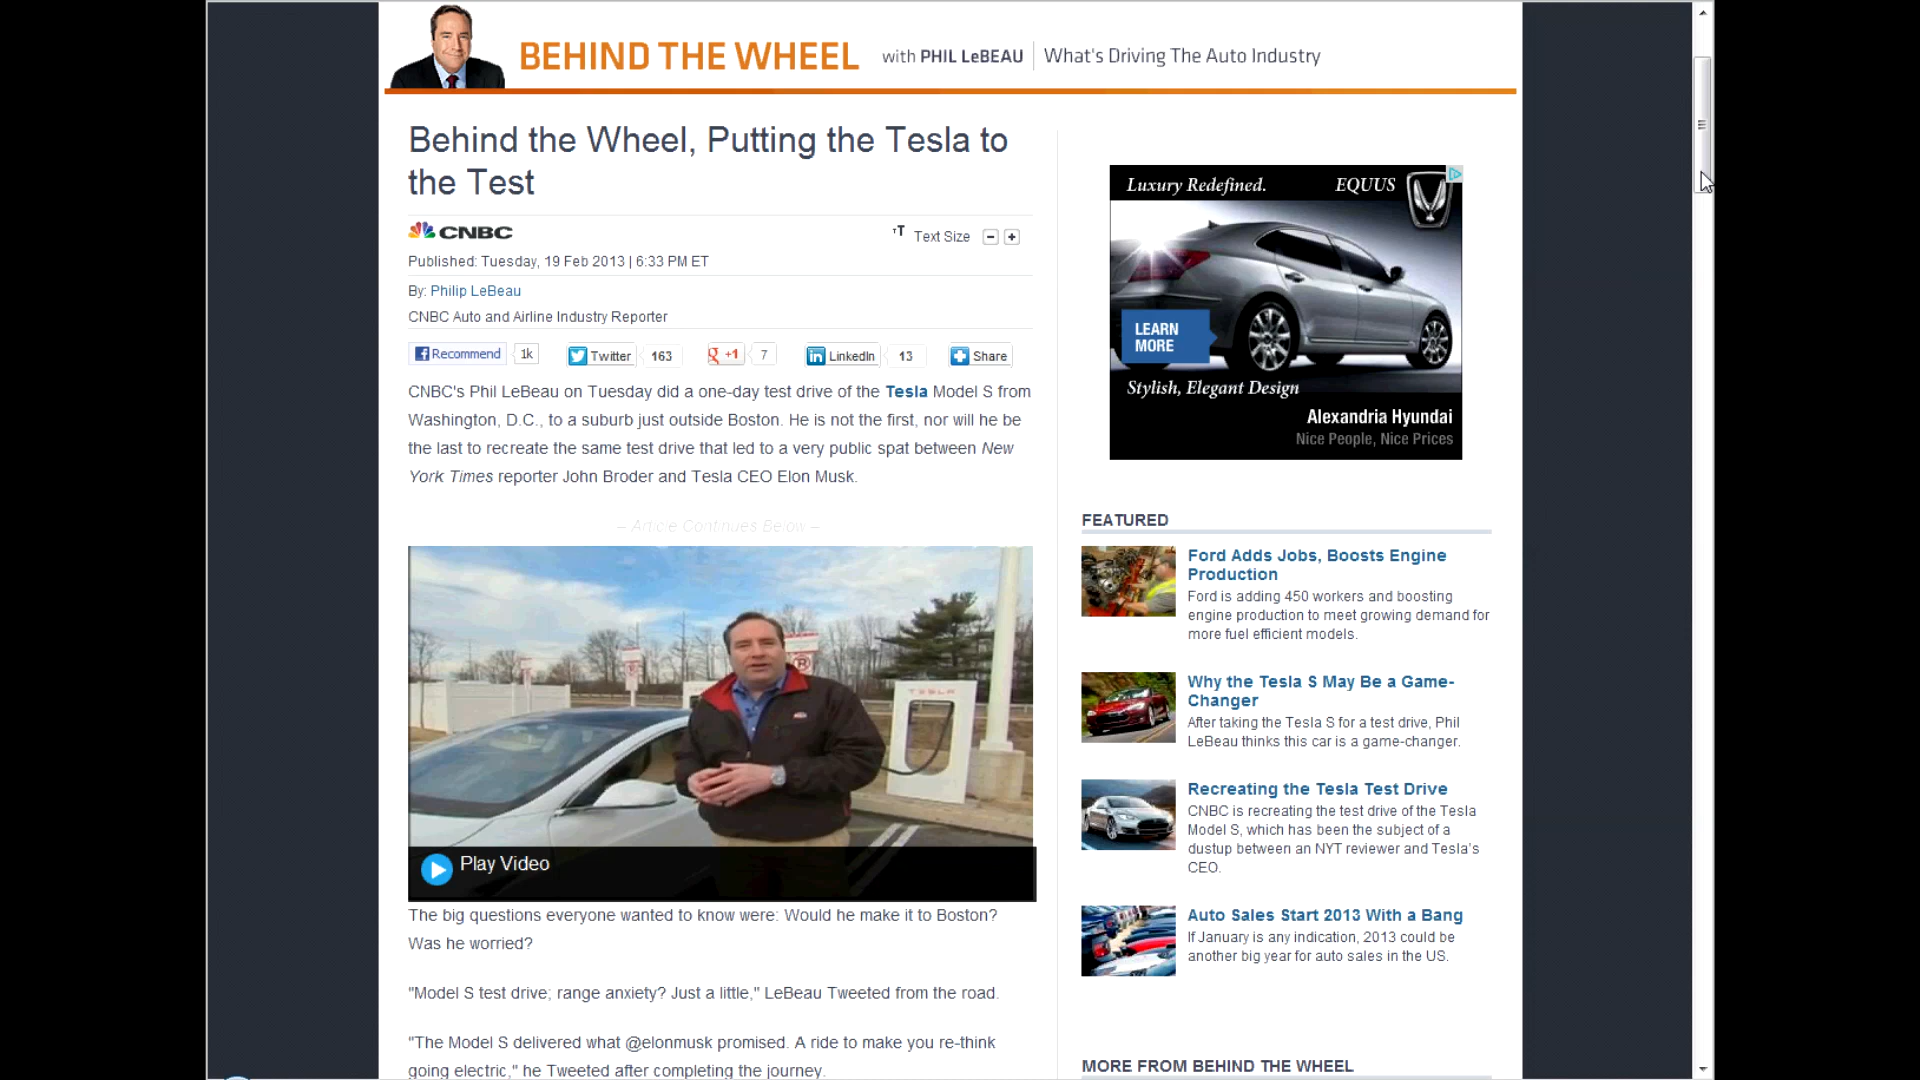 BEHIND THE WHEEL with PHIL LeBEAU What's Driving The Auto Industry
Behind the Wheel, Putting the Tesla to
the Test
CNBC
Text Size
Published: Tuesday, 19 Feb 2013 | 6:33 PM ET
By: Philip LeBeau
CNBC Auto and Airline Industry Reporter
Recommend 1k Twitter 163 +1 7 LinkedIn 13 Share
CNBC's Phil LeBeau on Tuesday did a one-day test drive of the Tesla Model S from
Washington, D.C., to a suburb just outside Boston. He is not the first, nor will he be
the last to recreate the same test drive that led to a very public spat between New
York Times reporter John Broder and Tesla CEO Elon Musk.
– Article Continues Below –
TESLA
Play Video
The big questions everyone wanted to know were: Would he make it to Boston?
Was he worried?
"Model S test drive; range anxiety? Just a little," LeBeau Tweeted from the road.
"The Model S delivered what @elonmusk promised. A ride to make you re-think
going electric," he Tweeted after completing the journey.
Luxury Redefined. EQUUS
LEARN
MORE
Stylish, Elegant Design
Alexandria Hyundai
Nice People, Nice Prices
FEATURED
Ford Adds Jobs, Boosts Engine
Production
Ford is adding 450 workers and boosting
engine production to meet growing demand for
more fuel efficient models.
Why the Tesla S May Be a Game-
Changer
After taking the Tesla S for a test drive, Phil
LeBeau thinks this car is a game-changer.
Recreating the Tesla Test Drive
CNBC is recreating the test drive of the Tesla
Model S, which has been the subject of a
dustup between an NYT reviewer and Tesla's
CEO.
Auto Sales Start 2013 With a Bang
If January is any indication, 2013 could be
another big year for auto sales in the US.
MORE FROM BEHIND THE WHEEL